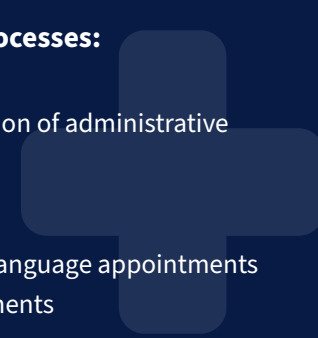 ocesses:
on of administrative
anguage appointments
nents